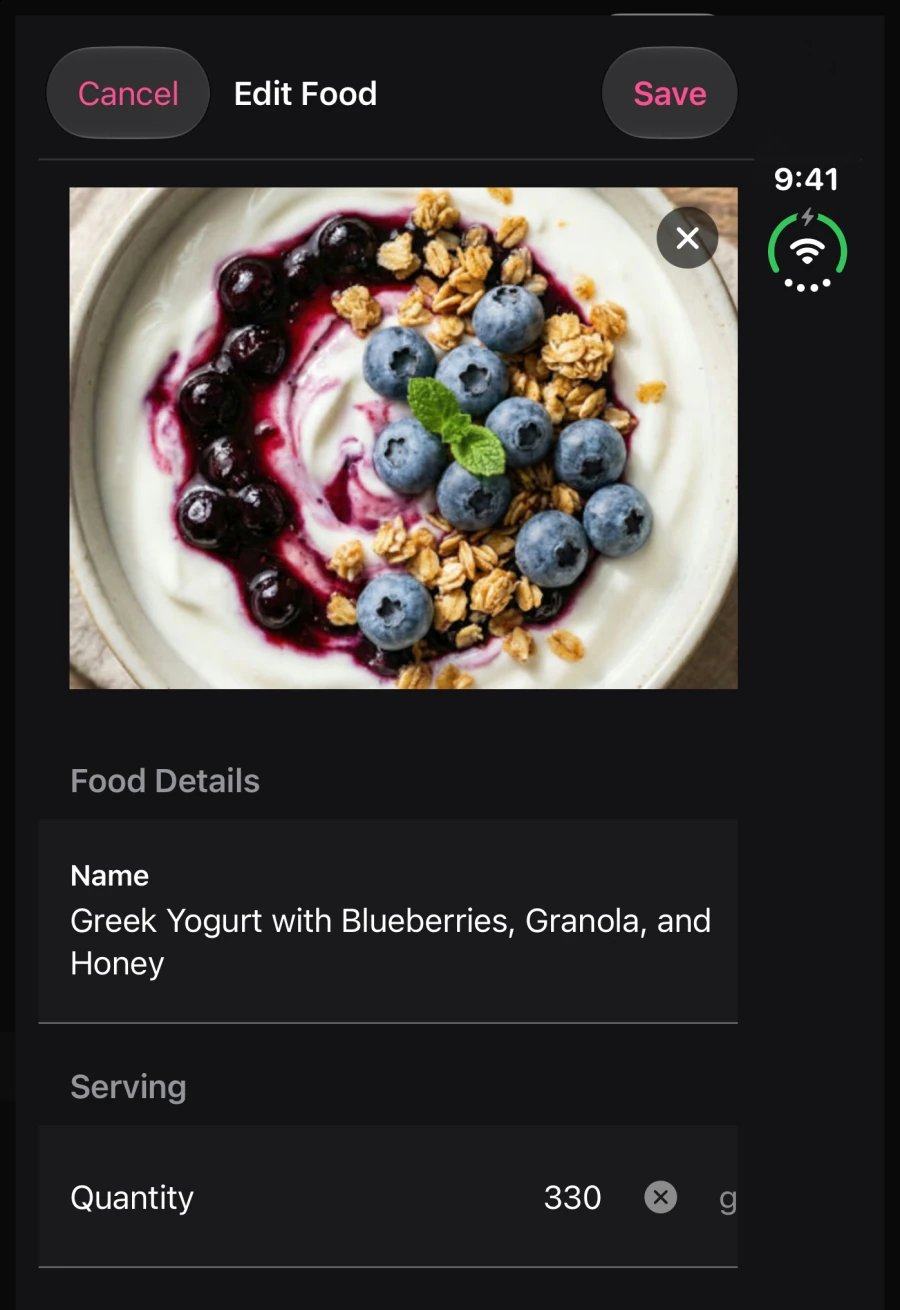 Cancel
Edit Food
Save
9:41
Food Details
Name
Greek Yogurt with Blueberries, Granola, and
Honey
Serving
Quantity
330
g